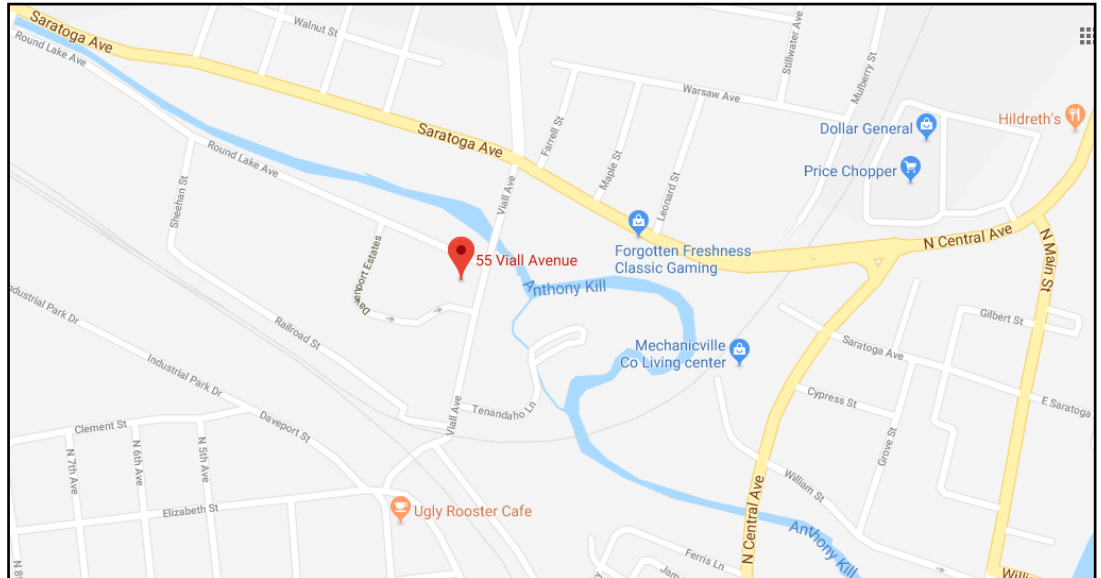 Walnut St
Saratoga Ave
Round Lake Ave
Stillwater Ave
Mulberry St
Warsaw Ave
Hildreth's
Dollar General
Farrell St
Saratoga Ave
Round Lake Ave
Maple St
Price Chopper
Viall Ave
Leonard St
Sheehan St
N Central Ave
N Main St
Forgotten Freshness
Classic Gaming
55 Viall Avenue
Davenport Estates
Anthony Kill
Industrial Park Dr
Gilbert St
Railroad St
Mechanicville
Co Living center
Saratoga Ave
Industrial Park Dr
Cypress St
E Saratoga
Tenandaho Ln
Viall Ave
Daveport St
Clement St
Grove St
N 7th Ave
N 6th Ave
N 5th Ave
William St
Elizabeth St
Ugly Rooster Cafe
N Central Ave
Anthony Kill
Ferris Ln
Jam
Willi
N 8